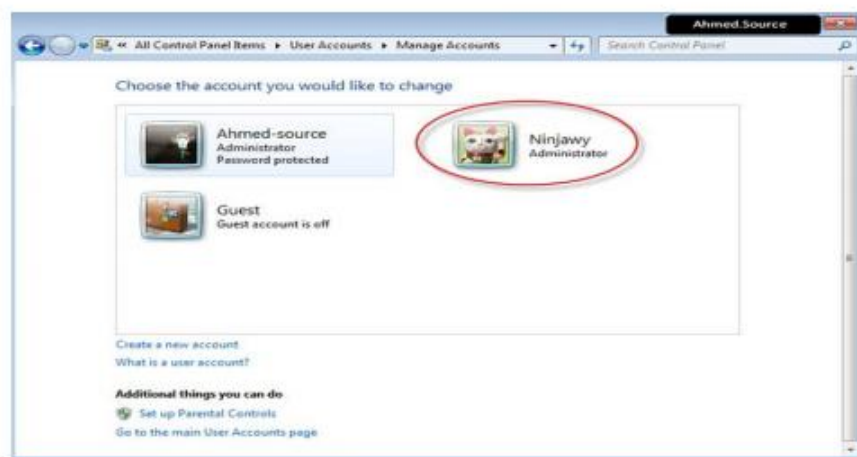 Ahmed.Source
« All Control Panel Items ▸ User Accounts ▸ Manage Accounts
Search Control Panel
Choose the account you would like to change
Ahmed-source
Administrator
Password protected
Ninjawy
Administrator
Guest
Guest account is off
Create a new account
What is a user account?
Additional things you can do
Set up Parental Controls
Go to the main User Accounts page